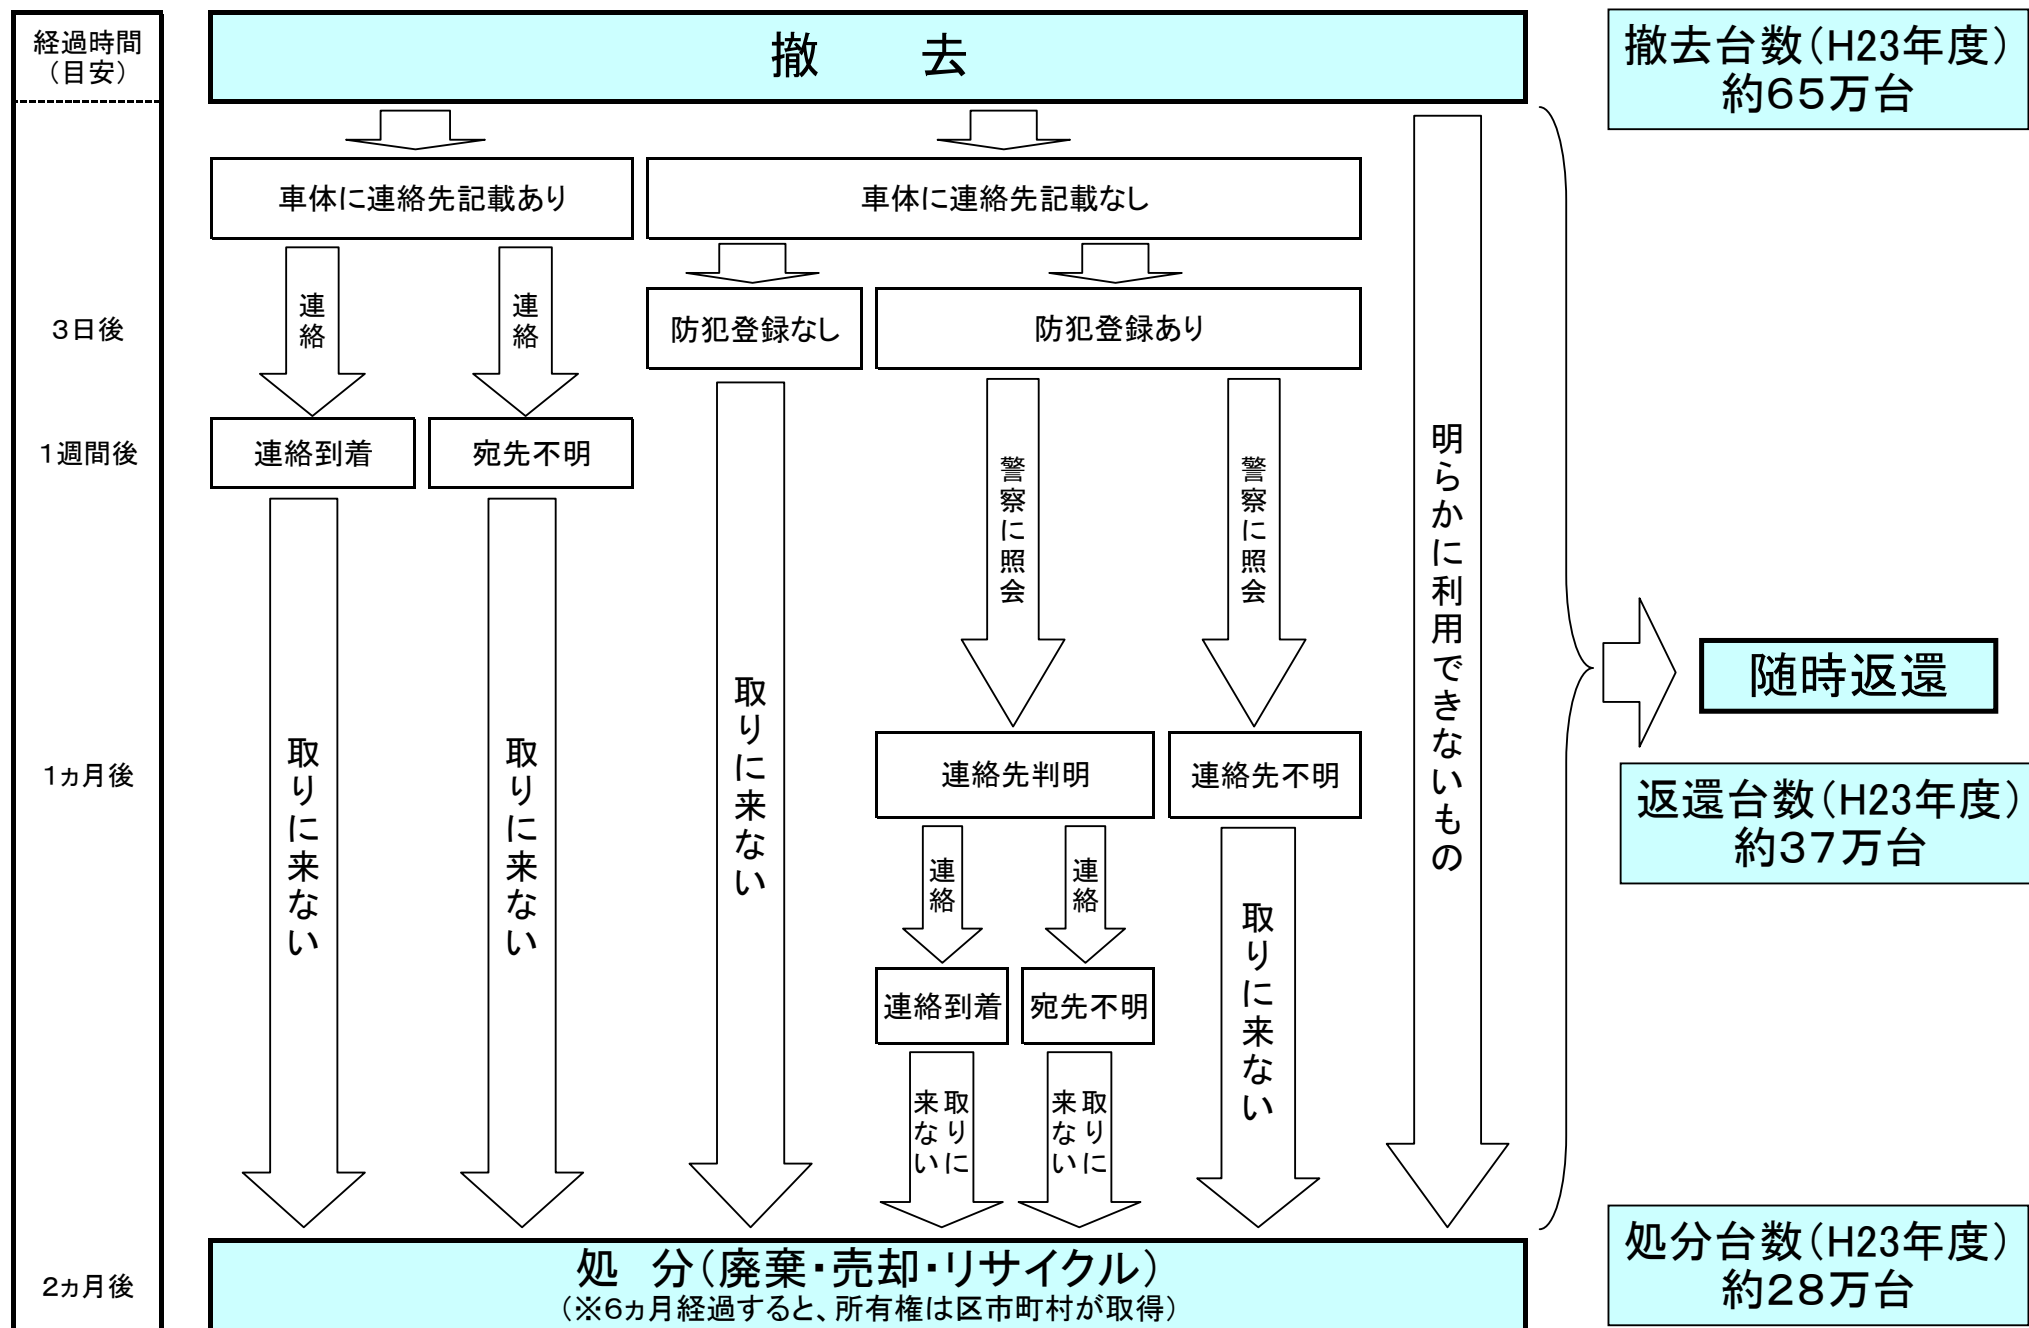 経過時間
（目安）
撤　去
撤去台数（H23年度）
約６５万台
車体に連絡先記載あり
車体に連絡先記載なし
連絡
連絡
３日後
防犯登録なし
防犯登録あり
１週間後
連絡到着
宛先不明
警察に照会
警察に照会
明らかに利用できないもの
取りに来ない
取りに来ない
取りに来ない
随時返還
１ヵ月後
連絡先判明
連絡先不明
返還台数（H23年度）
約３７万台
連絡
連絡
取りに来ない
連絡到着
宛先不明
取りに
来ない
取りに
来ない
２ヵ月後
処　分（廃棄・売却・リサイクル）
（※６ヵ月経過すると、所有権は区市町村が取得）
処分台数（H23年度）
約２８万台